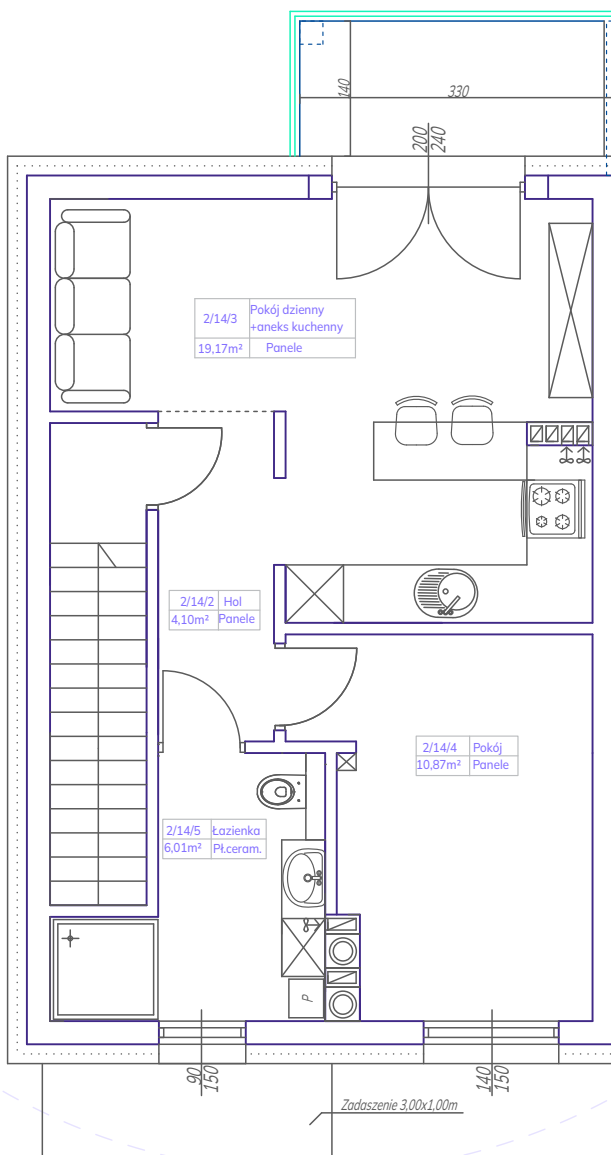 140
330
200
240
2/14/3 Pokój dzienny
+aneks kuchenny
19,17m² Panele
2/14/2 Hol
4,10m² Panele
2/14/4 Pokój
10,87m² Panele
2/14/5 Łazienka
6,01m² Pł.ceram.
P
90
150
140
150
Zadaszenie 3,00x1,00m